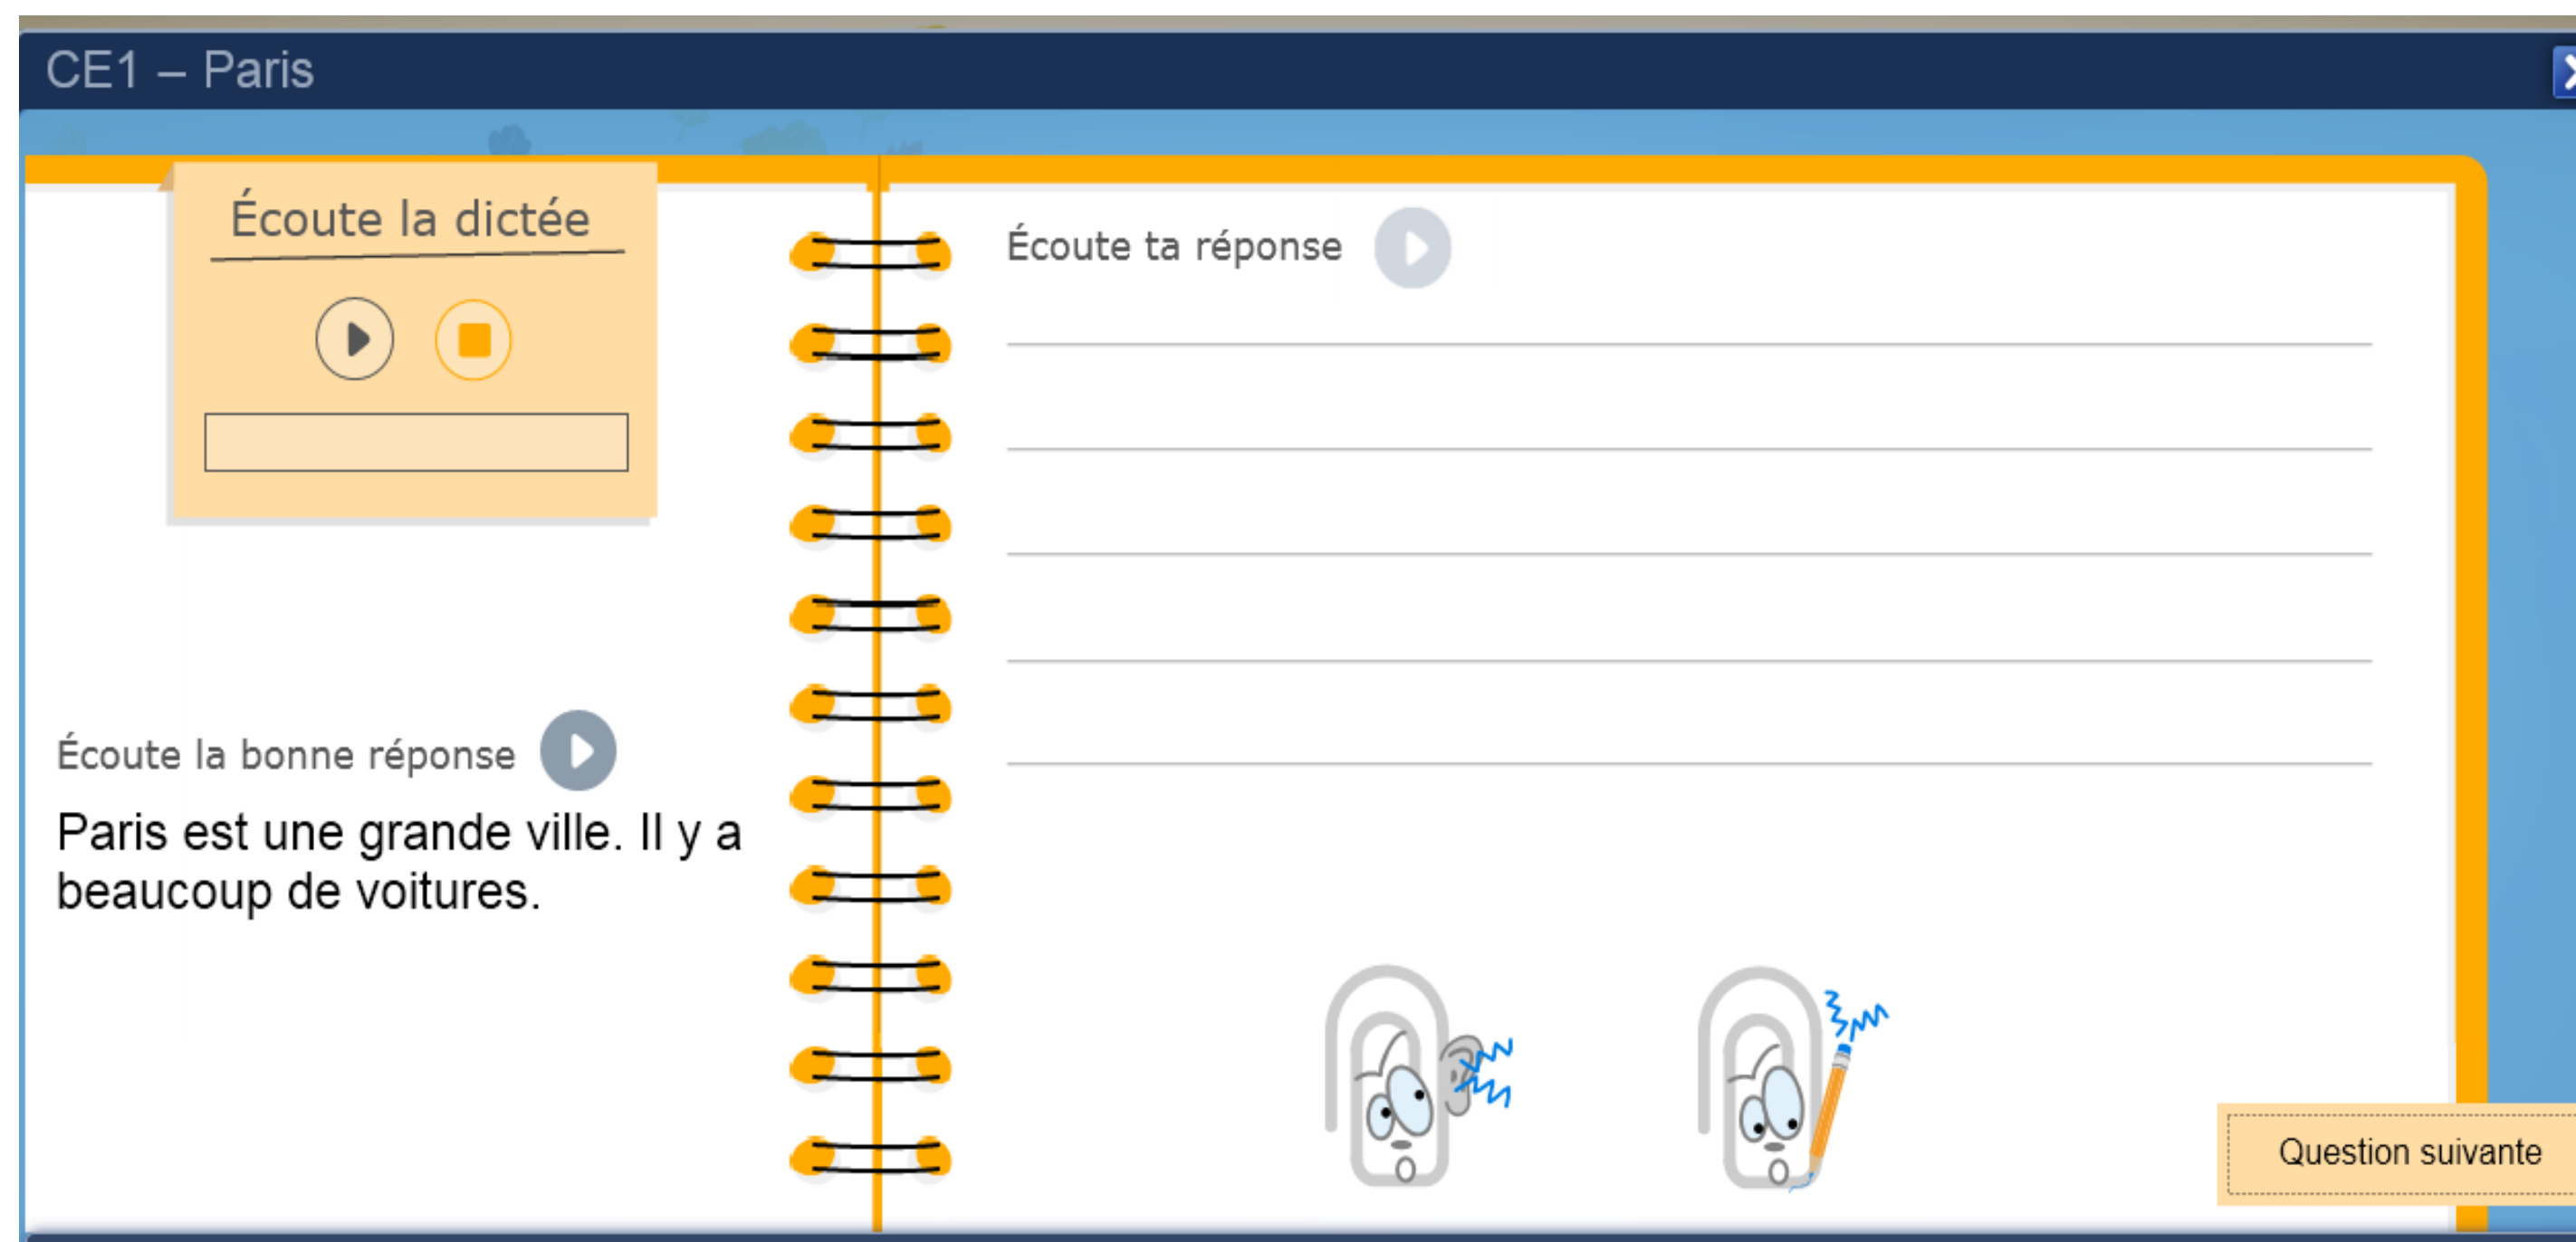 CE1 – Paris
Écoute la dictée
Écoute ta réponse
Écoute la bonne réponse
Paris est une grande ville. Il y a
beaucoup de voitures.
Question suivante